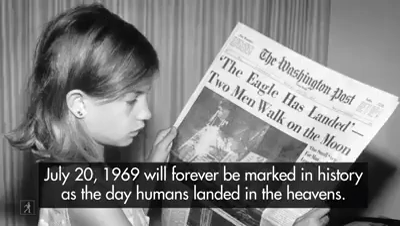 The Washington Post
'The Eagle Has Landed'—
Two Men Walk on the Moon
July 20, 1969 will forever be marked in history
as the day humans landed in the heavens.